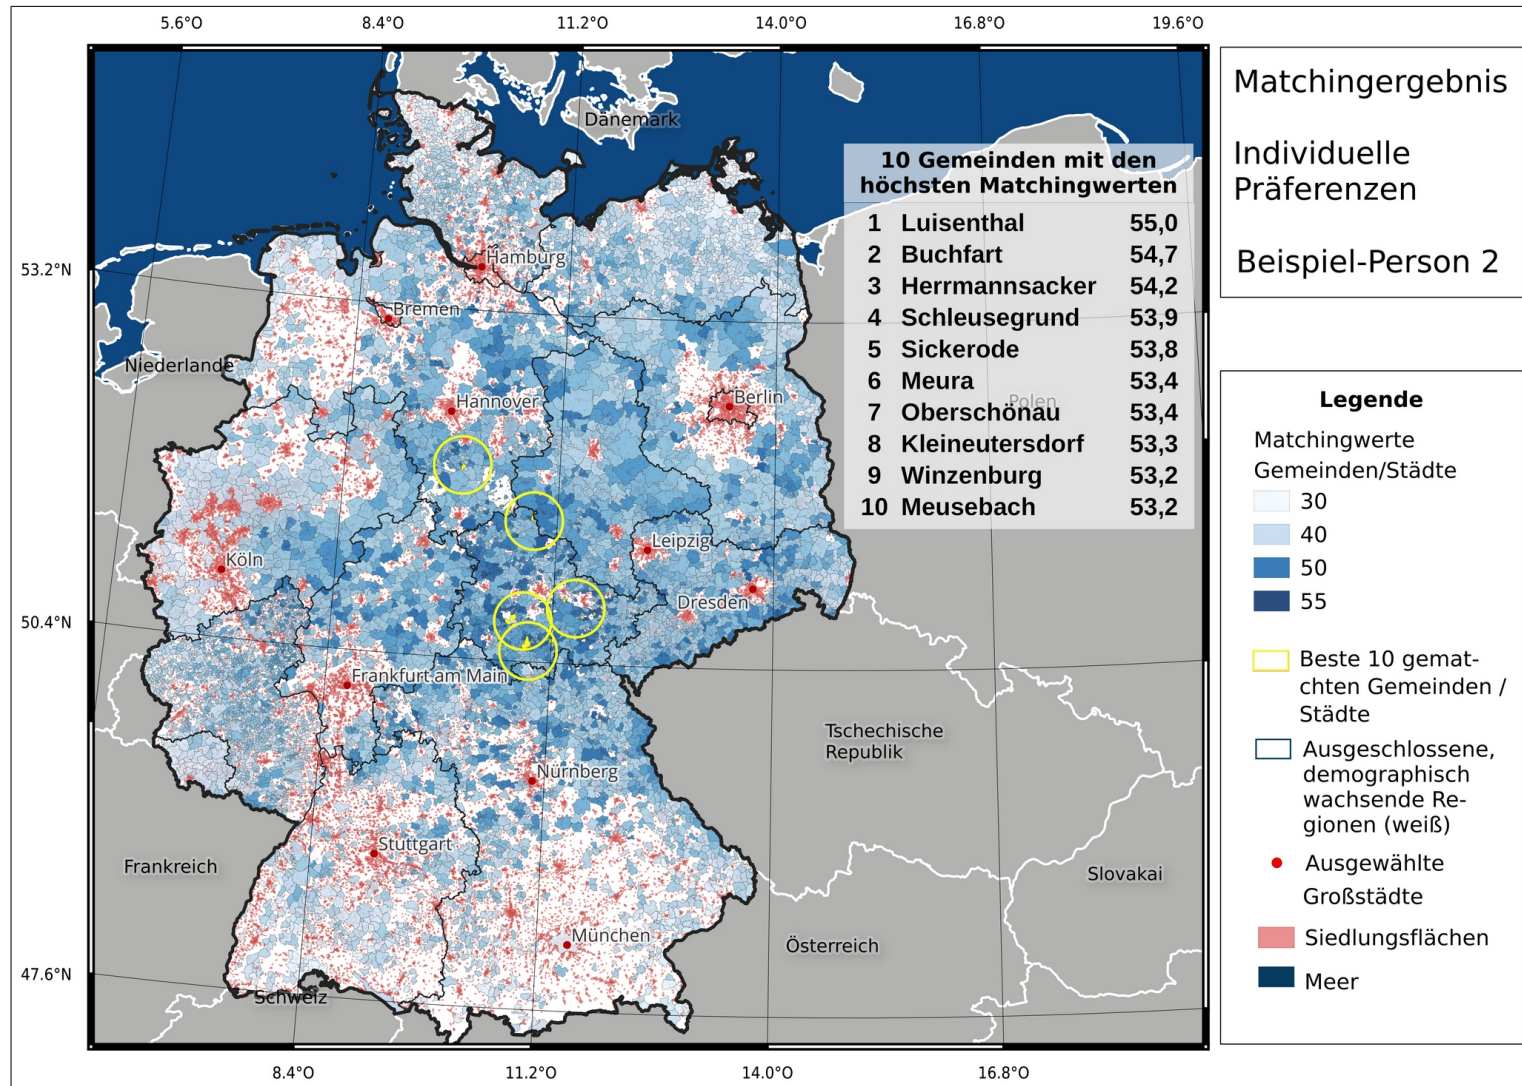 5.6°O 8.4°O 11.2°O 14.0°O 16.8°O 19.6°O
53.2°N
50.4°N
47.6°N
8.4°O 11.2°O 14.0°O 16.8°O
Dänemark
Hamburg
Bremen
Niederlande
Hannover
Berlin
Polen
Köln
Leipzig
Dresden
Frankfurt am Main
Tschechische
Republik
Nürnberg
Stuttgart
Frankreich
Slovakai
München
Österreich
Schweiz
10 Gemeinden mit den
höchsten Matchingwerten
1 Luisenthal 55,0
2 Buchfart 54,7
3 Herrmannsacker 54,2
4 Schleusegrund 53,9
5 Sickerode 53,8
6 Meura 53,4
7 Oberschönau 53,4
8 Kleineutersdorf 53,3
9 Winzenburg 53,2
10 Meusebach 53,2
Matchingergebnis
Individuelle
Präferenzen
Beispiel-Person 2
Legende
Matchingwerte
Gemeinden/Städte
30
40
50
55
Beste 10 gemat-
chten Gemeinden /
Städte
Ausgeschlossene,
demographisch
wachsende Re-
gionen (weiß)
Ausgewählte
Großstädte
Siedlungsflächen
Meer